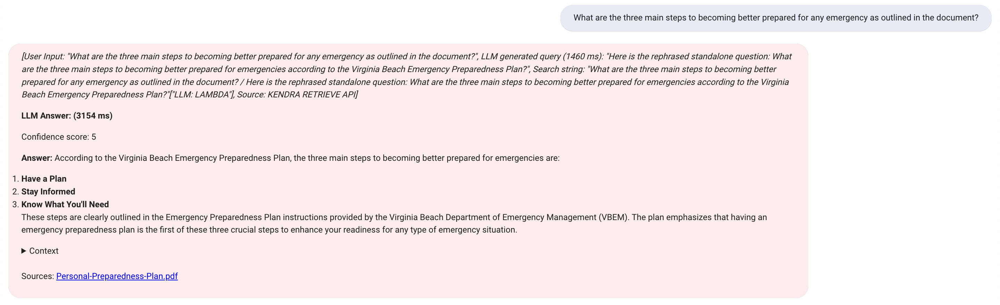 What are the three main steps to becoming better prepared for any emergency as outlined in the document?
[User Input: "What are the three main steps to becoming better prepared for any emergency as outlined in the document?", LLM generated query (1460 ms): "Here is the rephrased standalone question: What
are the three main steps to becoming better prepared for emergencies according to the Virginia Beach Emergency Preparedness Plan?", Search string: "What are the three main steps to becoming better
prepared for any emergency as outlined in the document? / Here is the rephrased standalone question: What are the three main steps to becoming better prepared for emergencies according to the Virginia
Beach Emergency Preparedness Plan?"["LLM: LAMBDA"], Source: KENDRA RETRIEVE API]
LLM Answer: (3154 ms)
Confidence score: 5
Answer: According to the Virginia Beach Emergency Preparedness Plan, the three main steps to becoming better prepared for emergencies are:
1. Have a Plan
2. Stay Informed
3. Know What You'll Need
These steps are clearly outlined in the Emergency Preparedness Plan instructions provided by the Virginia Beach Department of Emergency Management (VBEM). The plan emphasizes that having an
emergency preparedness plan is the first of these three crucial steps to enhance your readiness for any type of emergency situation.
▶ Context
Sources: Personal-Preparedness-Plan.pdf